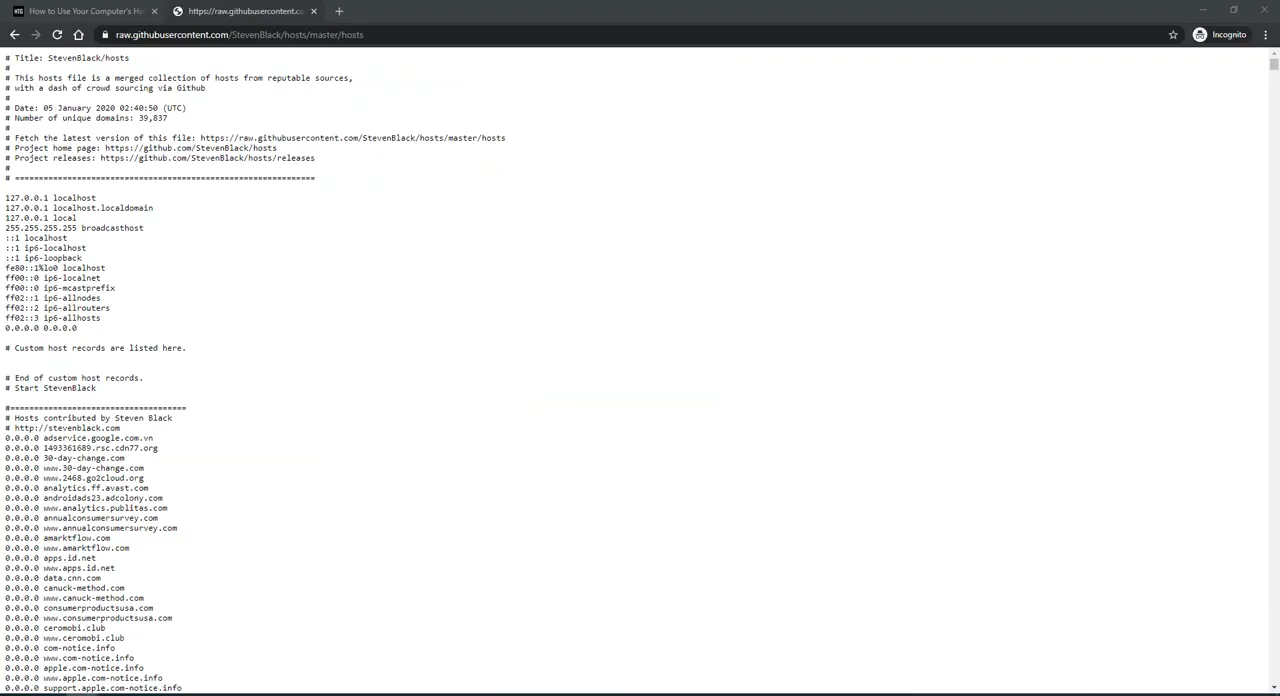 How to Use Your Computer's Ho
https://raw.githubusercontent.co
raw.githubusercontent.com/StevenBlack/hosts/master/hosts
Incognito
# Title: StevenBlack/hosts
#
# This hosts file is a merged collection of hosts from reputable sources,
# with a dash of crowd sourcing via Github
#
# Date: 05 January 2020 02:40:50 (UTC)
# Number of unique domains: 39,837
#
# Fetch the latest version of this file: https://raw.githubusercontent.com/StevenBlack/hosts/master/hosts
# Project home page: https://github.com/StevenBlack/hosts
# Project releases: https://github.com/StevenBlack/hosts/releases
#
# ===============================================================
127.0.0.1 localhost
127.0.0.1 localhost.localdomain
127.0.0.1 local
255.255.255.255 broadcasthost
::1 localhost
::1 ip6-localhost
::1 ip6-loopback
fe80::1%lo0 localhost
ff00::0 ip6-localnet
ff00::0 ip6-mcastprefix
ff02::1 ip6-allnodes
ff02::2 ip6-allrouters
ff02::3 ip6-allhosts
0.0.0.0 0.0.0.0
# Custom host records are listed here.
# End of custom host records.
# Start StevenBlack
#=====================================
# Hosts contributed by Steven Black
# http://stevenblack.com
0.0.0.0 adservice.google.com.vn
0.0.0.0 1493361689.rsc.cdn77.org
0.0.0.0 30-day-change.com
0.0.0.0 www.30-day-change.com
0.0.0.0 www.2468.go2cloud.org
0.0.0.0 analytics.ff.avast.com
0.0.0.0 androidads23.adcolony.com
0.0.0.0 www.analytics.publitas.com
0.0.0.0 annualconsumersurvey.com
0.0.0.0 www.annualconsumersurvey.com
0.0.0.0 amarktflow.com
0.0.0.0 www.amarktflow.com
0.0.0.0 apps.id.net
0.0.0.0 www.apps.id.net
0.0.0.0 data.cnn.com
0.0.0.0 canuck-method.com
0.0.0.0 www.canuck-method.com
0.0.0.0 consumerproductsusa.com
0.0.0.0 www.consumerproductsusa.com
0.0.0.0 ceromobi.club
0.0.0.0 www.ceromobi.club
0.0.0.0 com-notice.info
0.0.0.0 www.com-notice.info
0.0.0.0 apple.com-notice.info
0.0.0.0 www.apple.com-notice.info
0.0.0.0 support.apple.com-notice.info